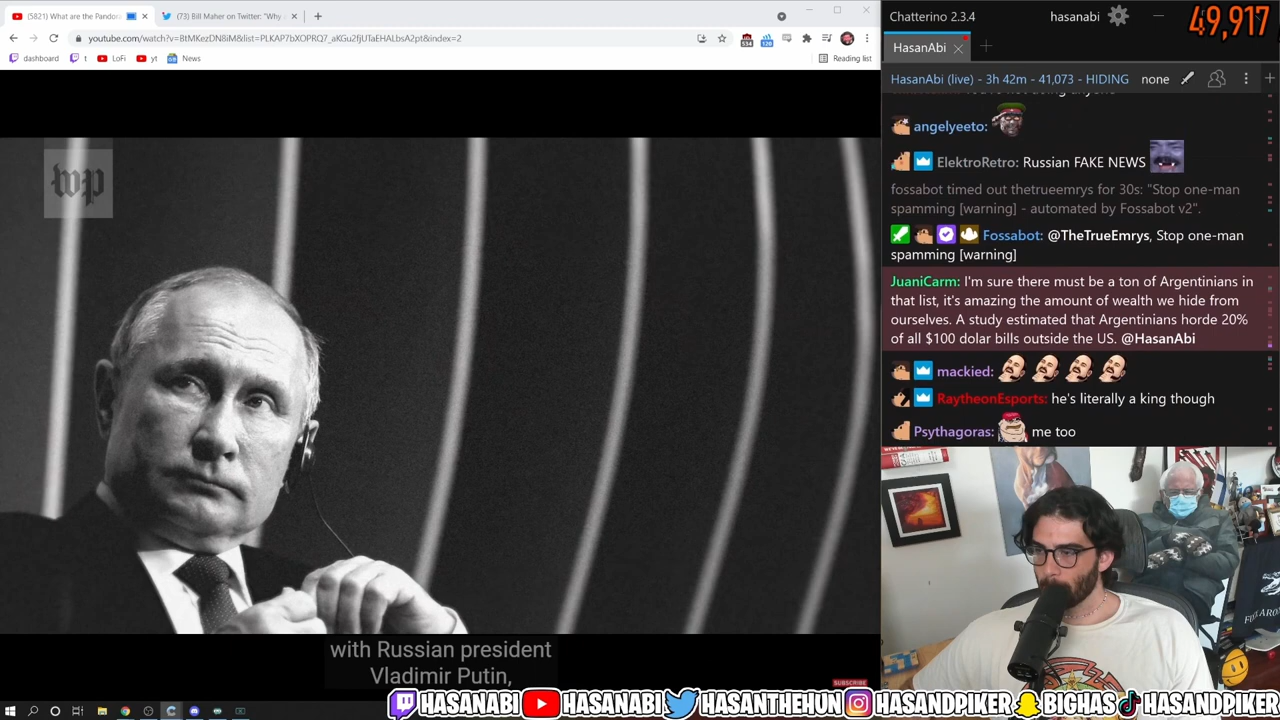 (5821) What are the Pandora
(73) Bill Maher on Twitter: "Why
youtube.com/watch?v=8tMKezDN8iM&list=PLKAP7bXOPRQ7_aKGu2fjUTaEHALbsA2pt&index=2
534
120
dashboard
t
LoFi
yt
News
Reading list
wp
with Russian president
Vladimir Putin,
SUBSCRIBE
Chatterino 2.3.4
hasanabi
49,917
HasanAbi
HasanAbi (live) - 3h 42m - 41,073 - HIDING
none
angelyeeto:
ElektroRetro: Russian FAKE NEWS
fossabot timed out thetrueemrys for 30s: "Stop one-man
spamming [warning] - automated by Fossabot v2".
Fossabot: @TheTrueEmrys, Stop one-man
spamming [warning]
JuaniCarm: I'm sure there must be a ton of Argentinians in
that list, it's amazing the amount of wealth we hide from
ourselves. A study estimated that Argentinians horde 20%
of all $100 dolar bills outside the US. @HasanAbi
mackied:
RaytheonEsports: he's literally a king though
Psythagoras: me too
HASANABI
HASANABI
HASANTHEHUN
HASANDPIKER
BIGHAS
HASANDPIKER